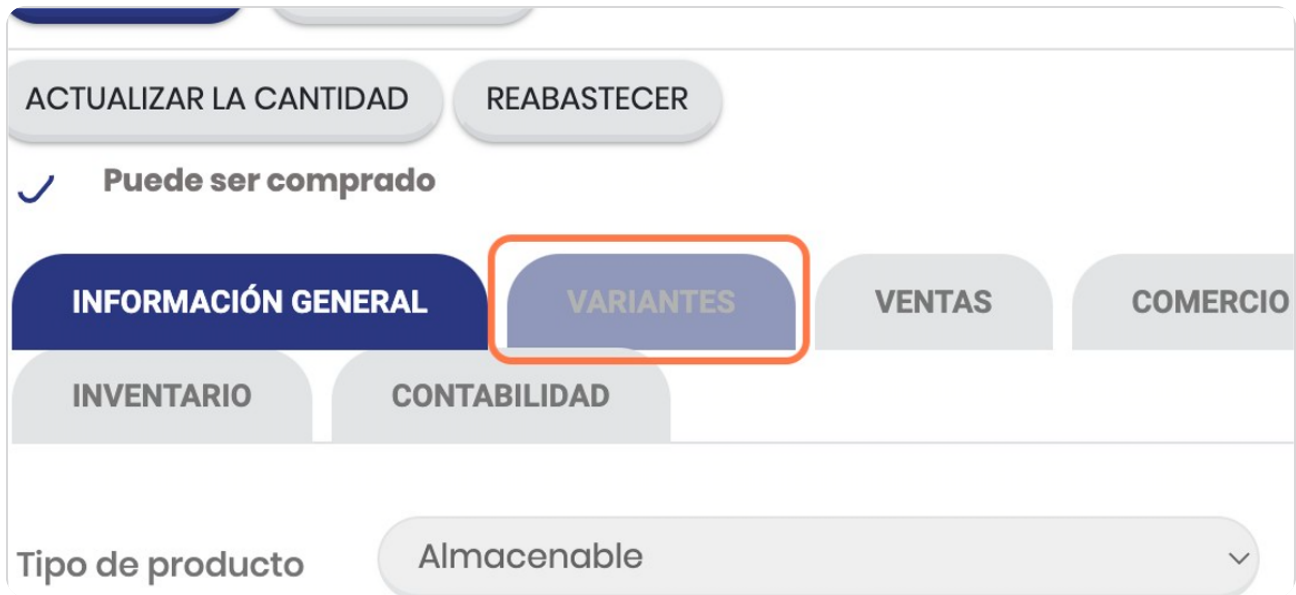 ACTUALIZAR LA CANTIDAD REABASTECER
Puede ser comprado
INFORMACIÓN GENERAL VARIANTES VENTAS COMERCIO
INVENTARIO CONTABILIDAD
Tipo de producto Almacenable